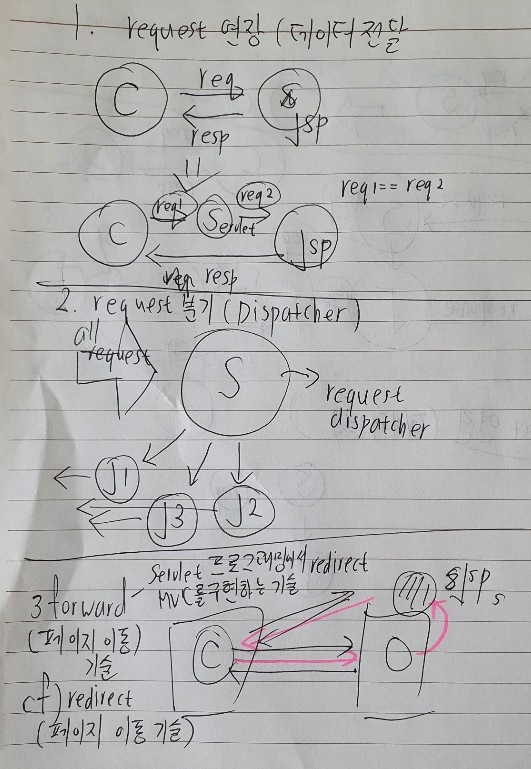 1. request 연장 (데이터 전달
req
C
S
jsp
resp
req1
req2
req1 == req2
C
Servlet
jsp
resp
2. request 분기 (Dispatcher)
all
request
S
request
dispatcher
J1
J3
J2
3 forward - Servlet 프로그래밍에서 redirect
MVC를 구현하는 기술
jsp
s
(페이지 이동)
기술
C
cf) redirect
(페이지 이동 기술)